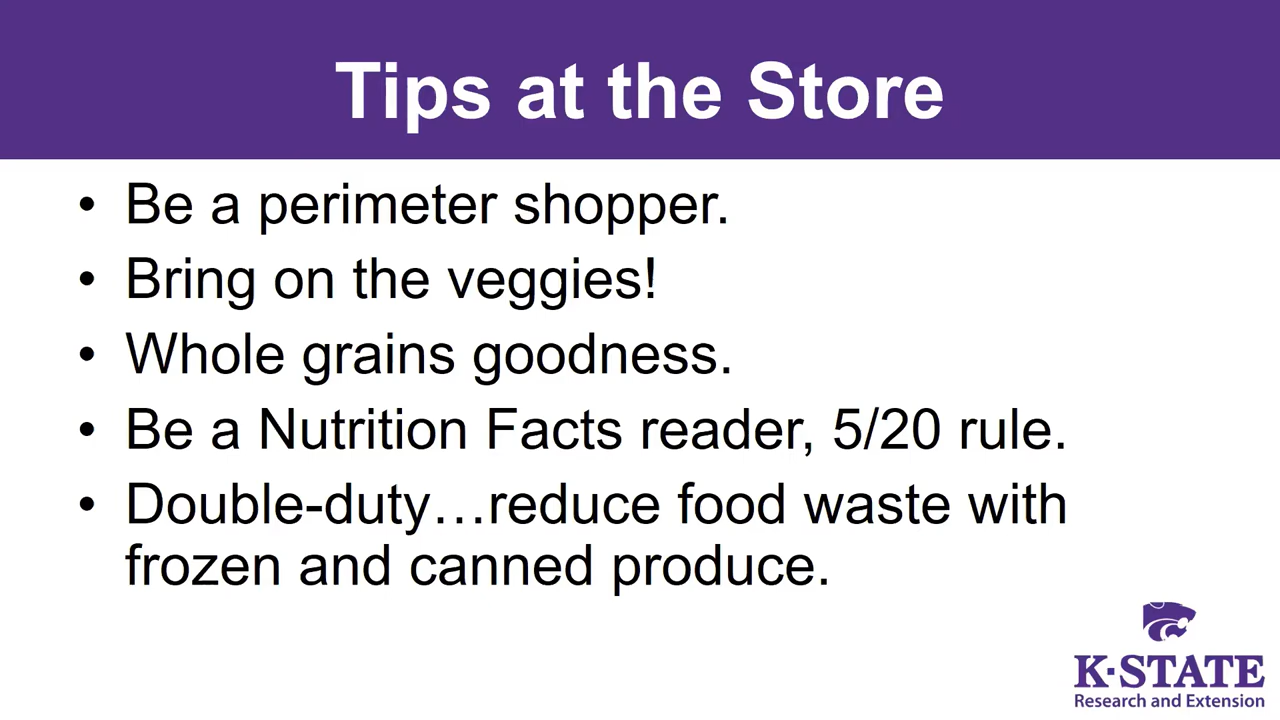 Tips at the Store
• Be a perimeter shopper.
• Bring on the veggies!
• Whole grains goodness.
• Be a Nutrition Facts reader, 5/20 rule.
• Double-duty…reduce food waste with
frozen and canned produce.
K·STATE
Research and Extension